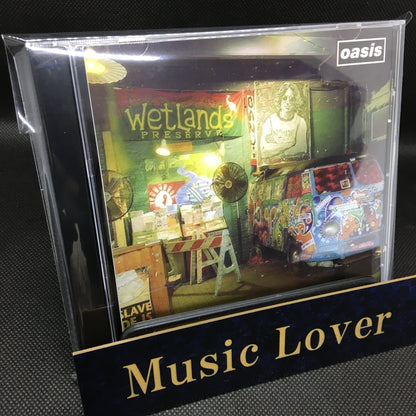 oasis
Wetlands
PRESERVE
SLAVE
Music Lover